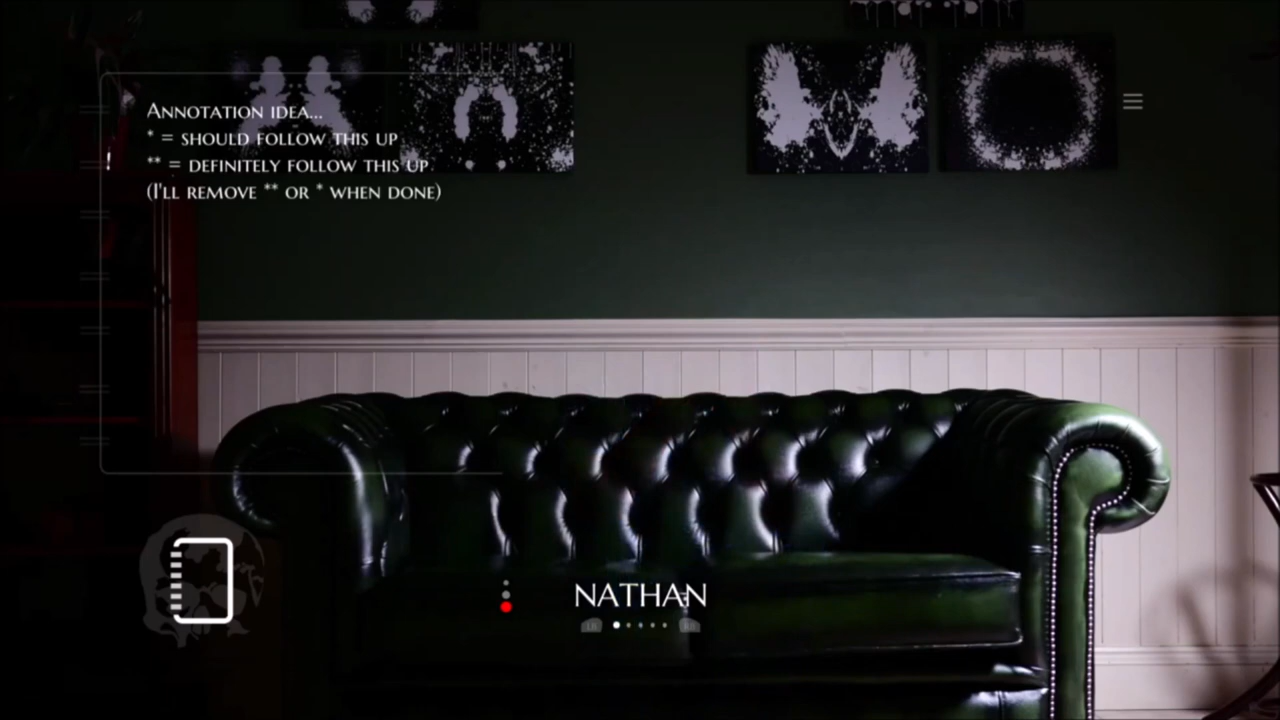 Annotation idea...
* = should follow this up
** = definitely follow this up
(I'll remove ** or * when done)
!
NATHAN